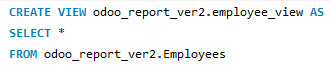 CREATE VIEW odoo_report_ver2.employee_view AS
SELECT *
FROM odoo_report_ver2.Employees